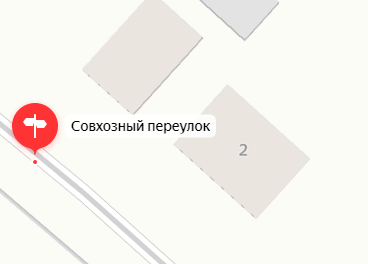 Совхозный переулок
2